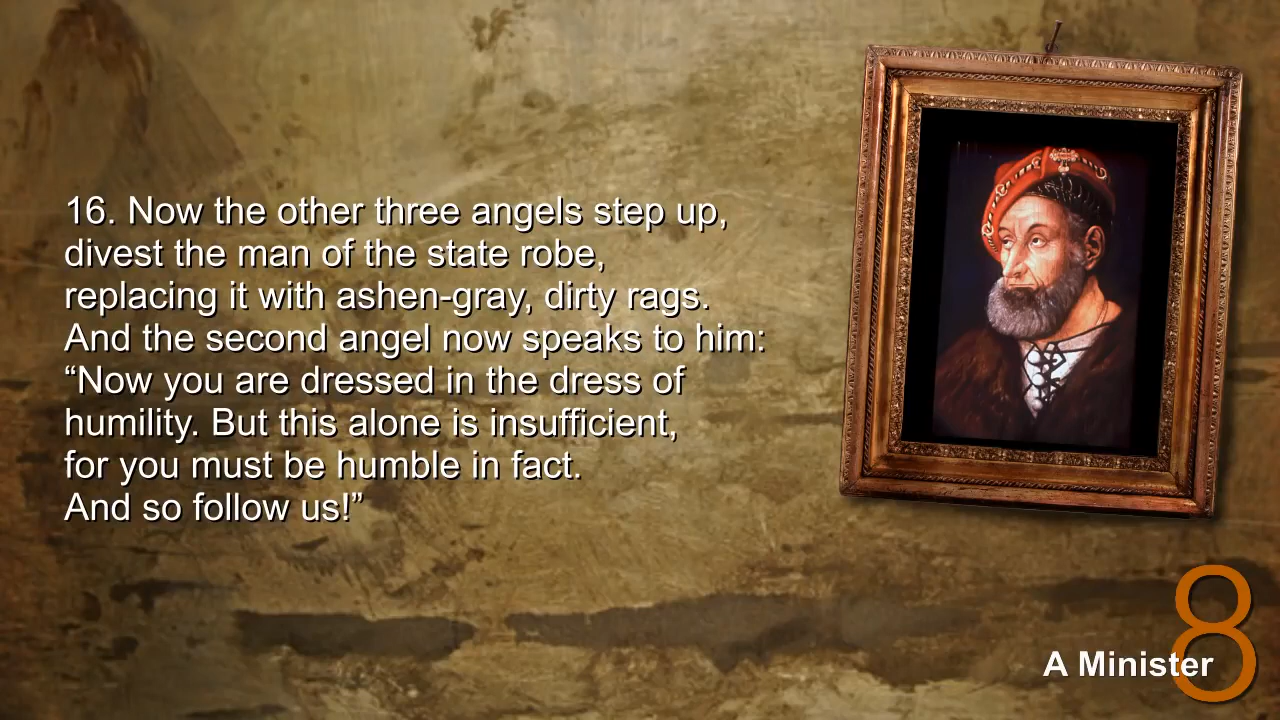 16. Now the other three angels step up,
divest the man of the state robe,
replacing it with ashen-gray, dirty rags.
And the second angel now speaks to him:
“Now you are dressed in the dress of
humility. But this alone is insufficient,
for you must be humble in fact.
And so follow us!”
8
A Minister